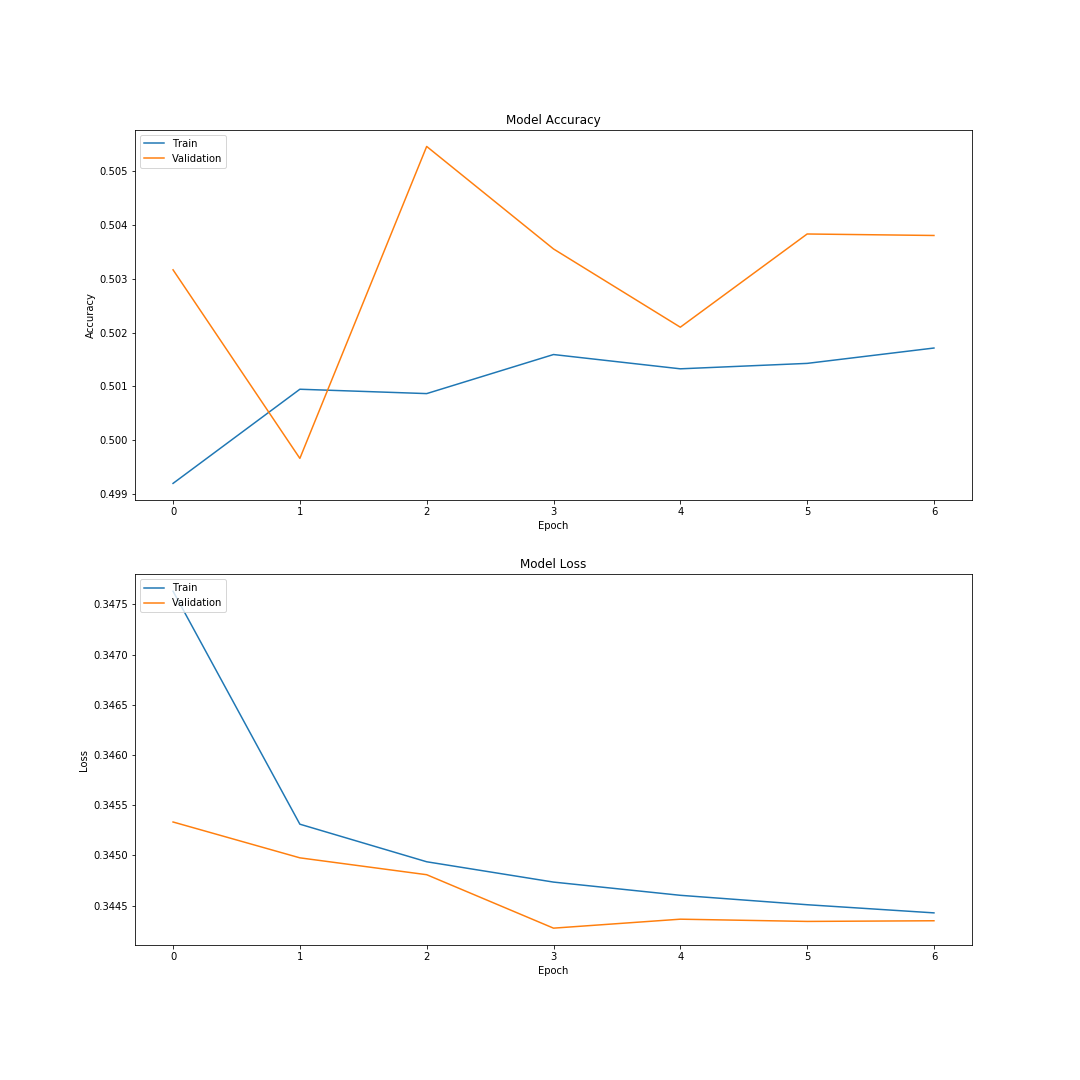 Model Accuracy
Train
Validation
0.505
0.504
0.503
0.502
0.501
0.500
0.499
Accuracy
0 1 2 3 4 5 6
Epoch
Model Loss
Train
Validation
0.3475
0.3470
0.3465
0.3460
0.3455
0.3450
0.3445
Loss
0 1 2 3 4 5 6
Epoch